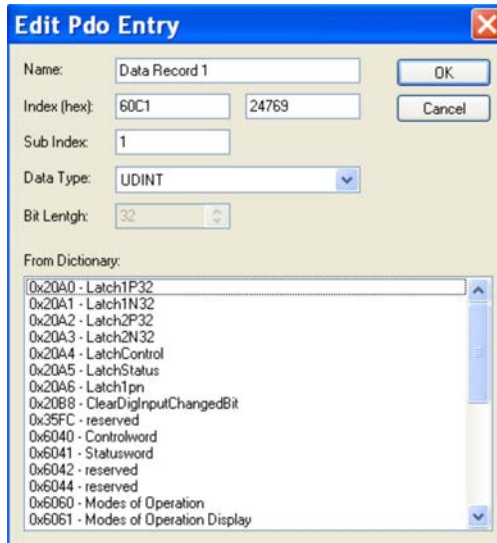 Edit Pdo Entry
Name: Data Record 1 OK
Index (hex): 60C1 24769 Cancel
Sub Index: 1
Data Type: UDINT
Bit Lentgh: 32
From Dictionary:
0x20A0 - Latch1P32
0x20A1 - Latch1N32
0x20A2 - Latch2P32
0x20A3 - Latch2N32
0x20A4 - LatchControl
0x20A5 - LatchStatus
0x20A6 - Latch1pn
0x20B8 - ClearDigInputChangedBit
0x35FC - reserved
0x6040 - Controlword
0x6041 - Statusword
0x6042 - reserved
0x6044 - reserved
0x6060 - Modes of Operation
0x6061 - Modes of Operation Display